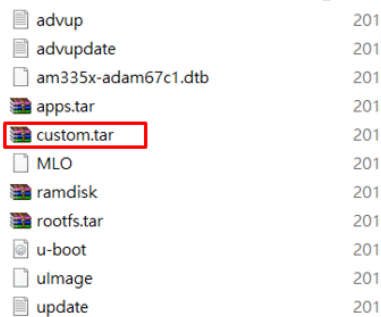 advup 201
advupdate 201
am335x-adam67c1.dtb 201
apps.tar 201
custom.tar 201
MLO 201
ramdisk 201
rootfs.tar 201
u-boot 201
uImage 201
update 201